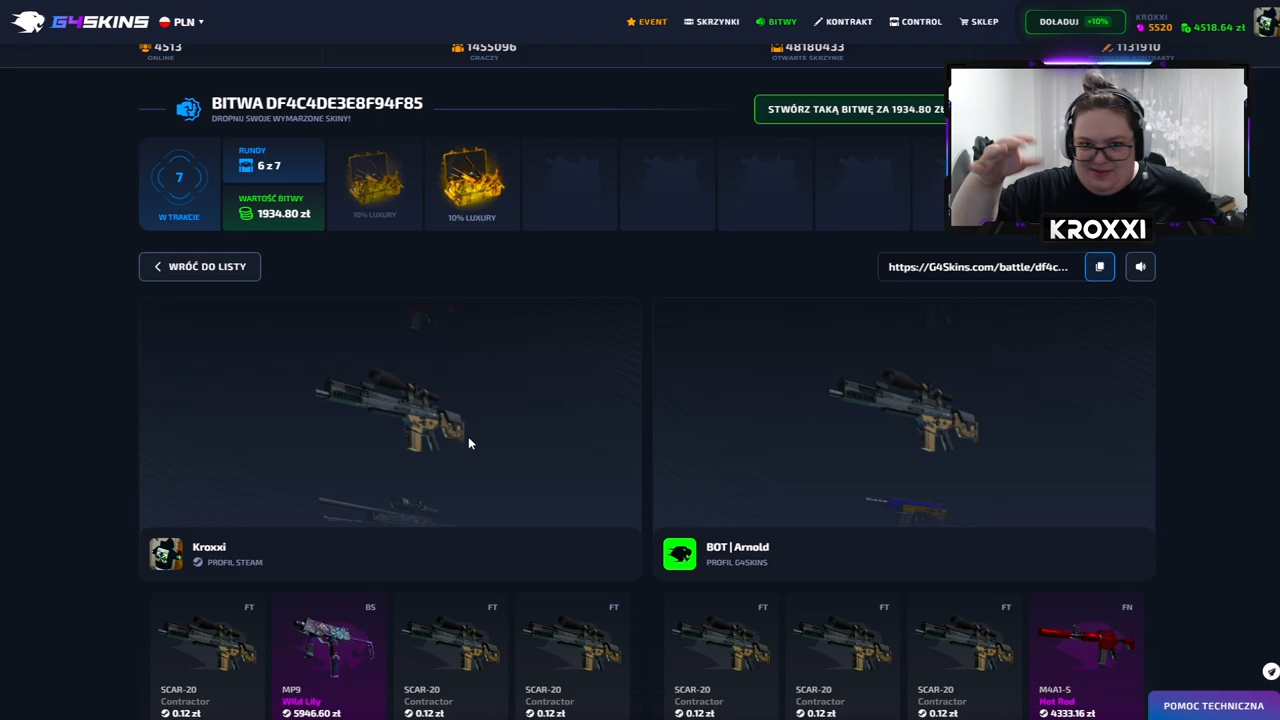 G4SKINS
PLN
EVENT
SKRZYNKI
BITWY
KONTRAKT
CONTROL
SKLEP
DOŁADUJ +10%
KROXXI
5520
4518.64 zł
4513
ONLINE
1455096
GRACZY
48180433
OTWARTE SKRZYNIE
1131910
BITWA DF4C4DE3E8F94F85
DROPNIJ SWOJE WYMARZONE SKINY!
STWÓRZ TAKĄ BITWĘ ZA 1934.80 ZŁ
7
W TRAKCIE
RUNDY
6 z 7
WARTOŚĆ BITWY
1934.80 zł
10% LUXURY
10% LUXURY
KROXXI
WRÓĆ DO LISTY
https://G4Skins.com/battle/df4c...
Kroxxi
PROFIL STEAM
BOT | Arnold
PROFIL G4SKINS
FT
SCAR-20
Contractor
0.12 zł
BS
MP9
Wild Lily
5946.60 zł
FT
SCAR-20
Contractor
0.12 zł
FT
SCAR-20
Contractor
0.12 zł
FT
SCAR-20
Contractor
0.12 zł
FT
SCAR-20
Contractor
0.12 zł
FT
SCAR-20
Contractor
0.12 zł
FN
M4A1-S
Hot Rod
4333.16 zł
POMOC TECHNICZNA